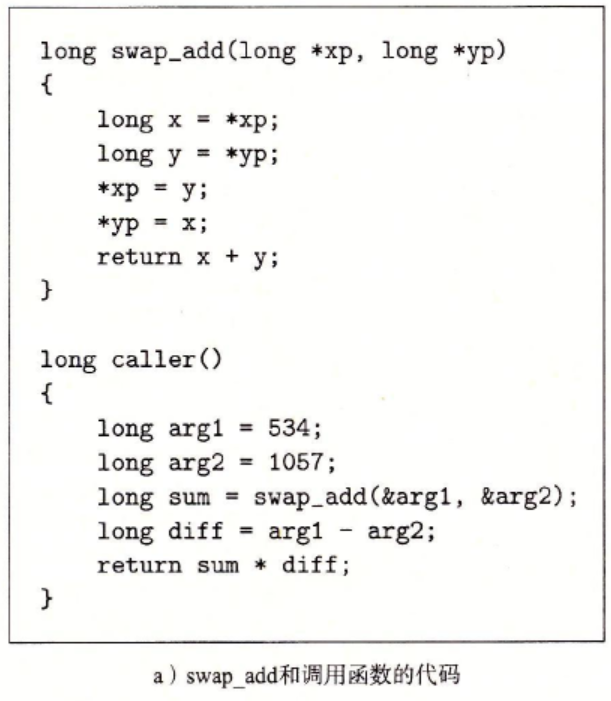 long swap_add(long *xp, long *yp)
{
    long x = *xp;
    long y = *yp;
    *xp = y;
    *yp = x;
    return x + y;
}

long caller()
{
    long arg1 = 534;
    long arg2 = 1057;
    long sum = swap_add(&arg1, &arg2);
    long diff = arg1 - arg2;
    return sum * diff;
}
a）swap_add和调用函数的代码